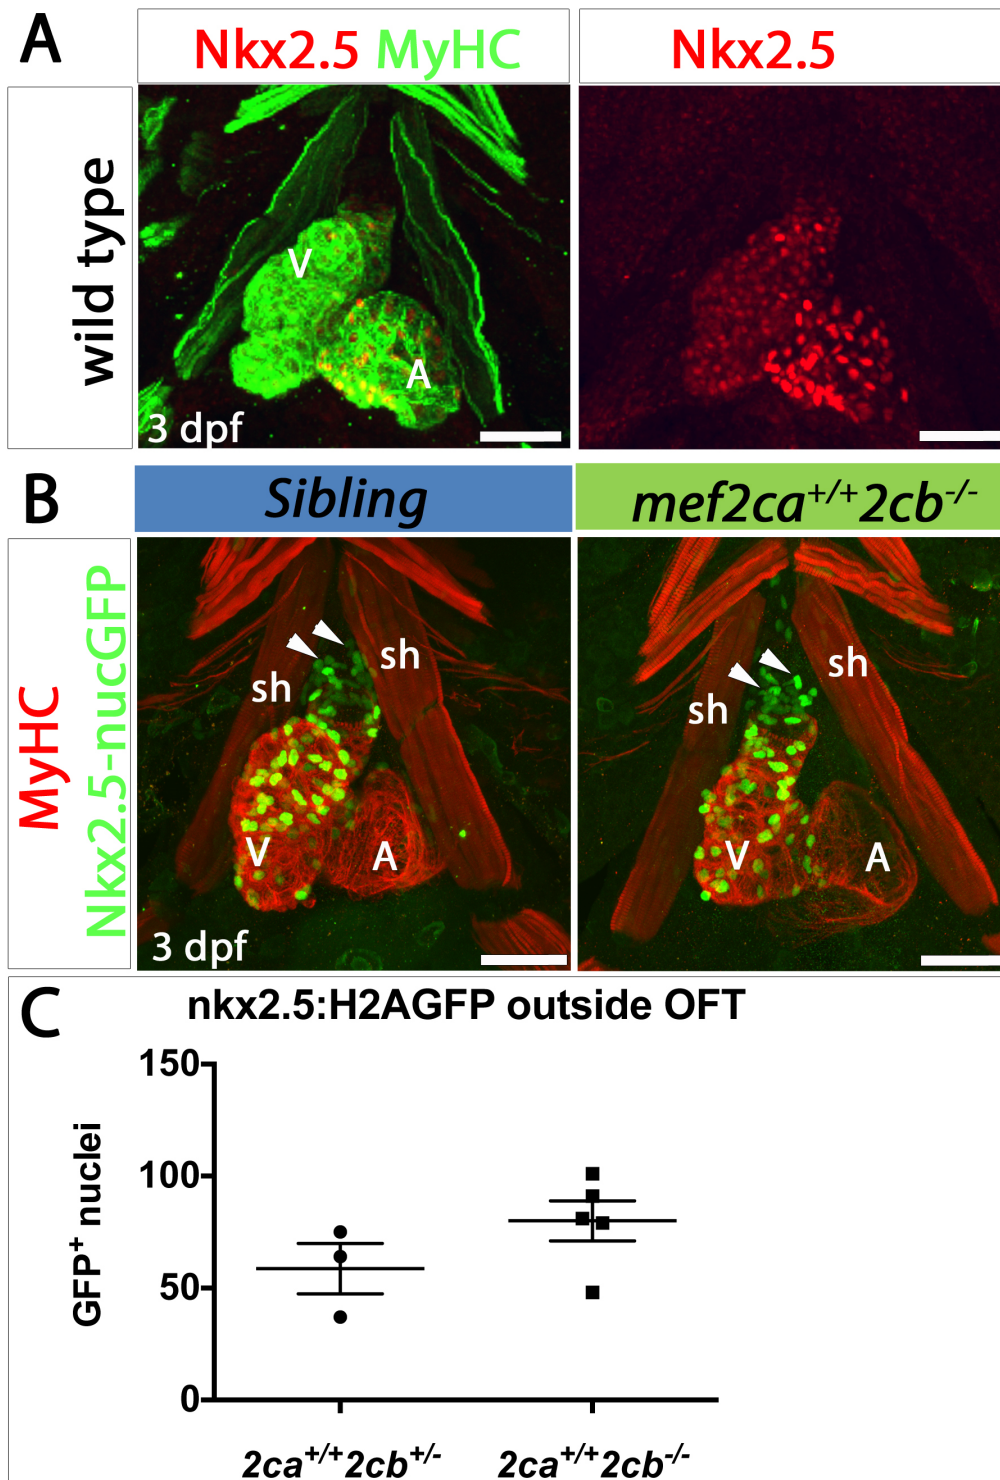 A
Nkx2.5 MyHC
Nkx2.5
wild type
V
A
3 dpf
B
Sibling
mef2ca+/+2cb-/-
MyHC
Nkx2.5-nucGFP
sh
sh
V
A
3 dpf
sh
sh
V
A
C
nkx2.5:H2AGFP outside OFT
GFP+ nuclei
150
100
50
0
2ca+/+2cb+/-
2ca+/+2cb-/-